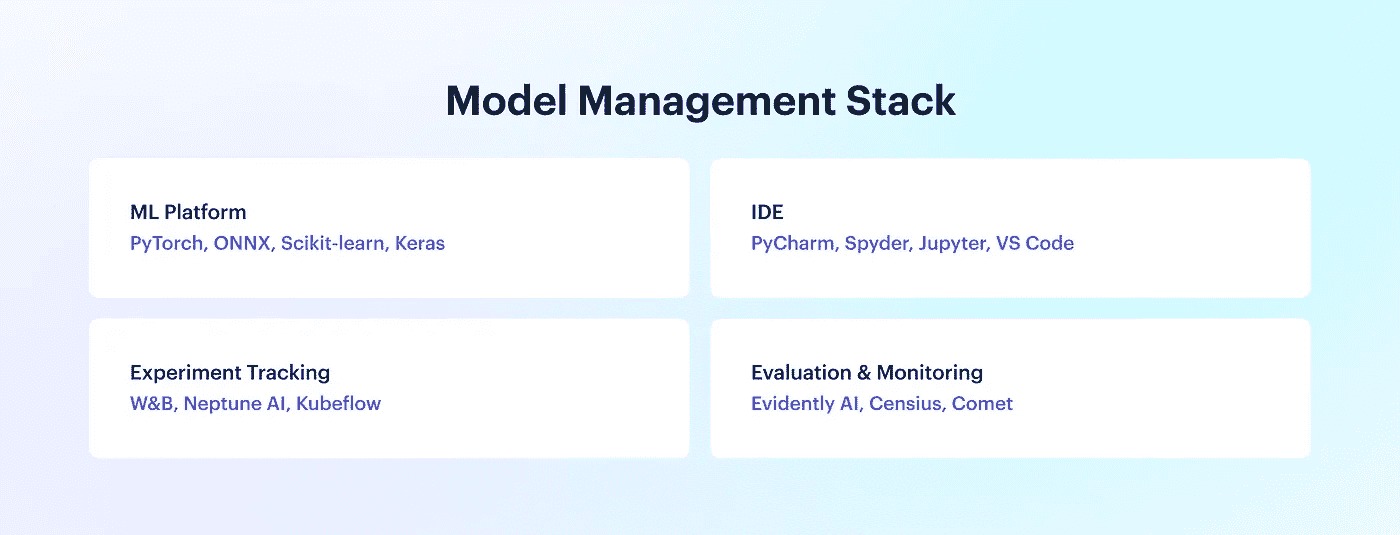 Model Management Stack
ML Platform
PyTorch, ONNX, Scikit-learn, Keras
IDE
PyCharm, Spyder, Jupyter, VS Code
Experiment Tracking
W&B, Neptune AI, Kubeflow
Evaluation & Monitoring
Evidently AI, Censius, Comet